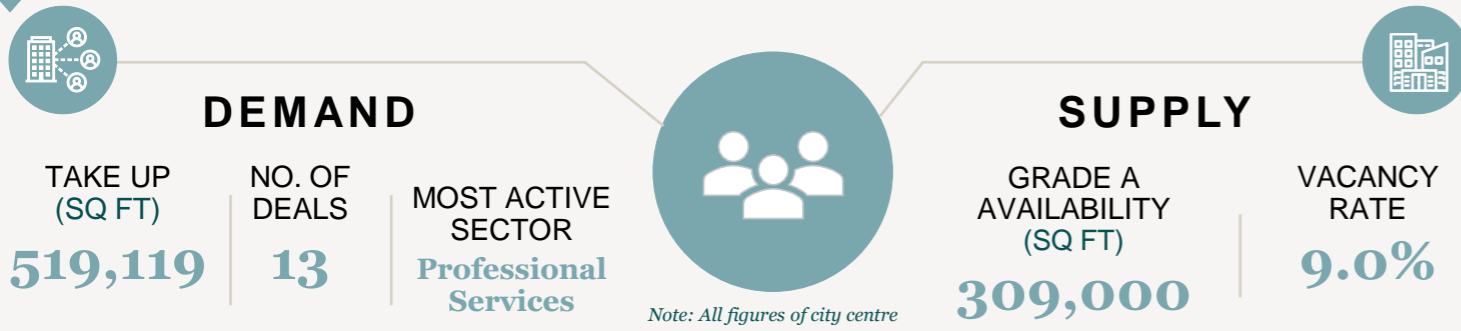 DEMAND
TAKE UP
(SQ FT)
519,119
NO. OF
DEALS
13
MOST ACTIVE
SECTOR
Professional
Services
Note: All figures of city centre
SUPPLY
GRADE A
AVAILABILITY
(SQ FT)
309,000
VACANCY
RATE
9.0%